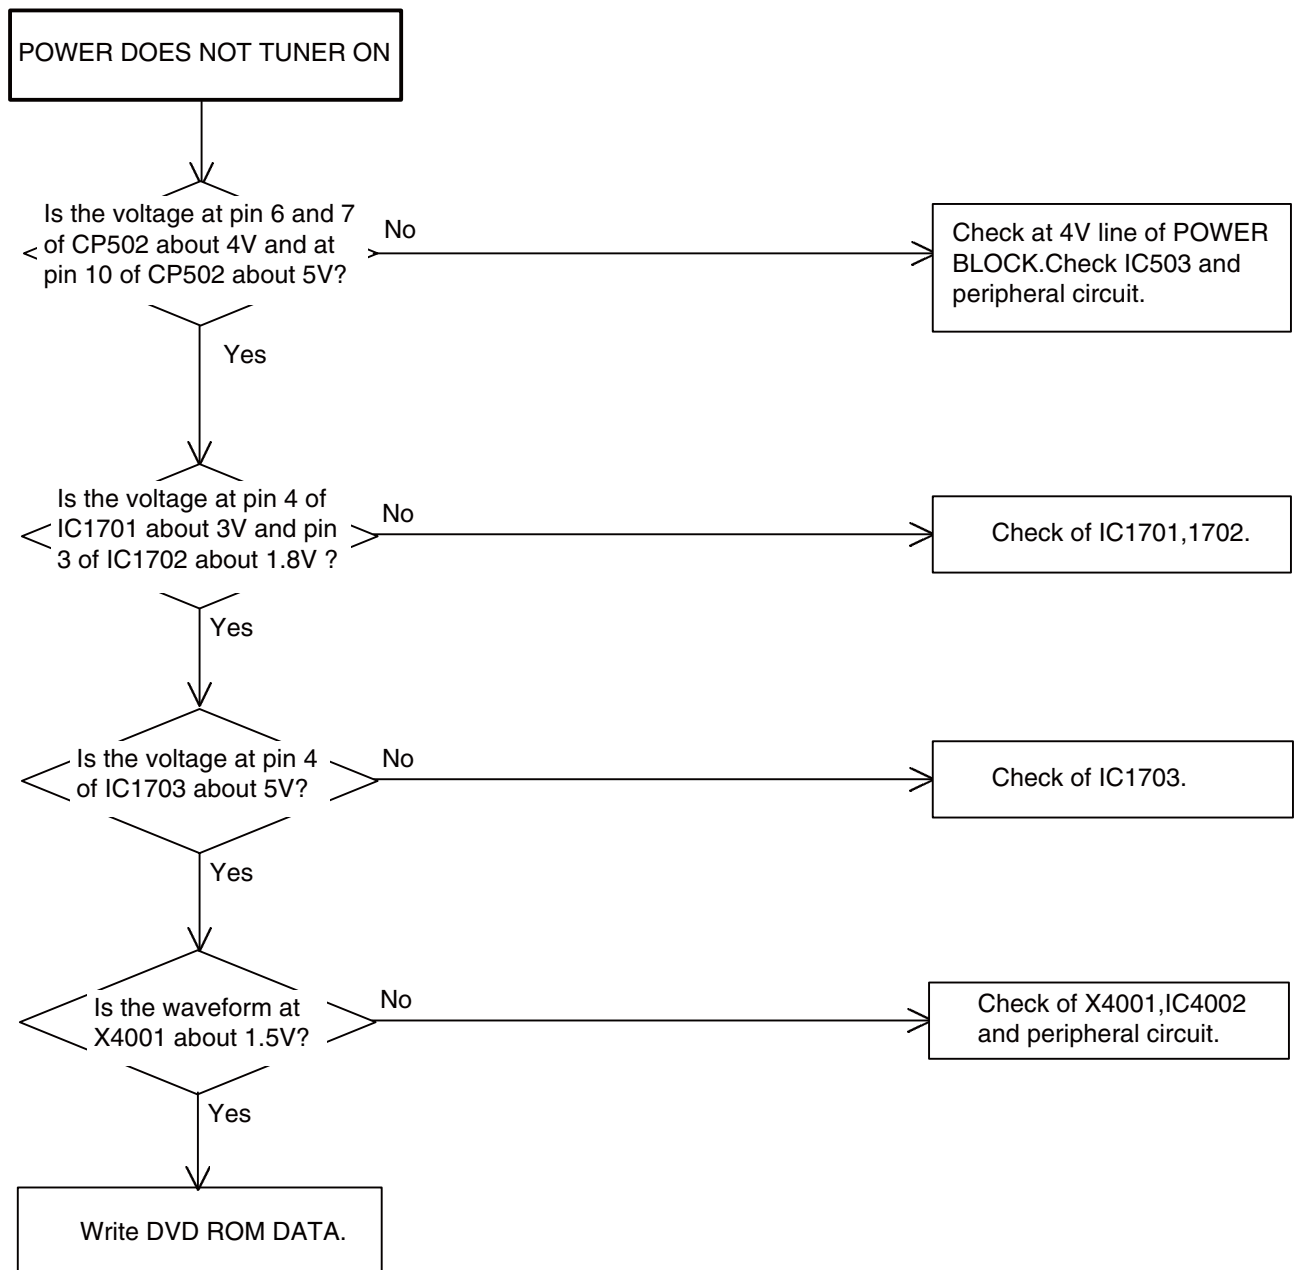 POWER DOES NOT TUNER ON
Is the voltage at pin 6 and 7
of CP502 about 4V and at
pin 10 of CP502 about 5V?
No
Check at 4V line of POWER
BLOCK.Check IC503 and
peripheral circuit.
Yes
Is the voltage at pin 4 of
IC1701 about 3V and pin
3 of IC1702 about 1.8V ?
No
Check of IC1701,1702.
Yes
Is the voltage at pin 4
of IC1703 about 5V?
No
Check of IC1703.
Yes
Is the waveform at
X4001 about 1.5V?
No
Check of X4001,IC4002
and peripheral circuit.
Yes
Write DVD ROM DATA.